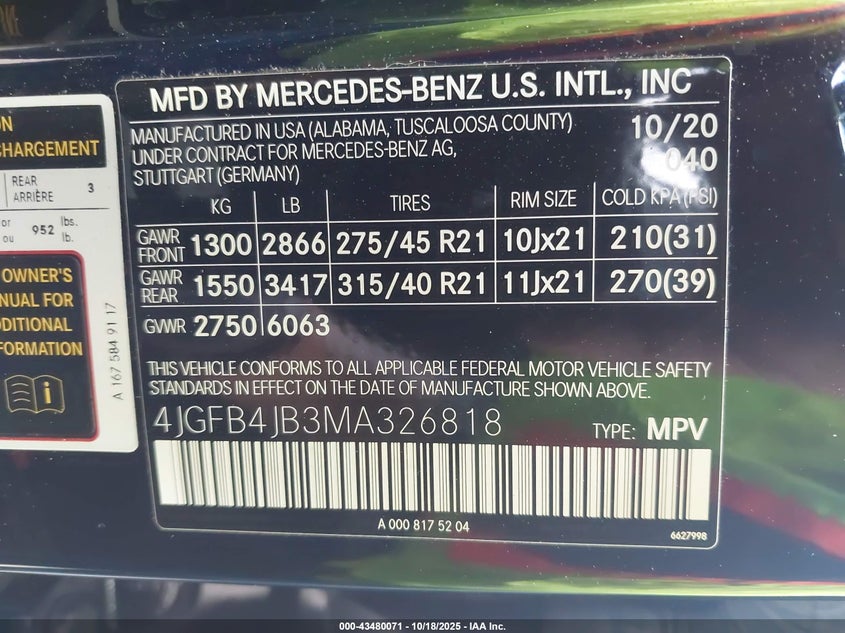 MFD BY MERCEDES-BENZ U.S. INTL., INC
MANUFACTURED IN USA (ALABAMA, TUSCALOOSA COUNTY) 10/20
UNDER CONTRACT FOR MERCEDES-BENZ AG, 040
STUTTGART (GERMANY)
KG LB TIRES RIM SIZE COLD KPA (PSI)
GAWR FRONT 1300 2866 275/45 R21 10Jx21 210(31)
GAWR REAR 1550 3417 315/40 R21 11Jx21 270(39)
GVWR 2750 6063
THIS VEHICLE CONFORMS TO ALL APPLICABLE FEDERAL MOTOR VEHICLE SAFETY
STANDARDS IN EFFECT ON THE DATE OF MANUFACTURE SHOWN ABOVE.
4JGFB4JB3MA326818 TYPE: MPV
A 000 817 52 04
6627998
ON
CHARGEMENT
REAR
ARRIÈRE 3
or
ou 952 lbs.
lb.
OWNER'S
NUAL FOR
DDITIONAL
FORMATION
A 167 584 91 17
000-43480071 - 10/18/2025 - IAA Inc.